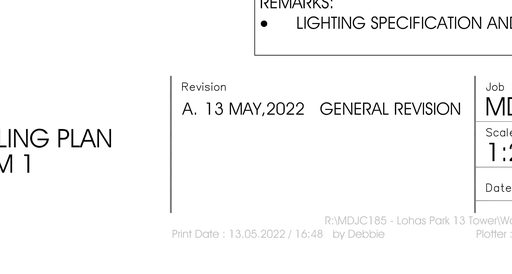 REMARKS:
• LIGHTING SPECIFICATION AND
Revision
A. 13 MAY,2022 GENERAL REVISION
LING PLAN
M 1
Job
MD
Scale
1:2
Date
R:\MDJC185 - Lohas Park 13 Tower\Wo
Print Date : 13.05.2022 / 16:48 by Debbie
Plotter :